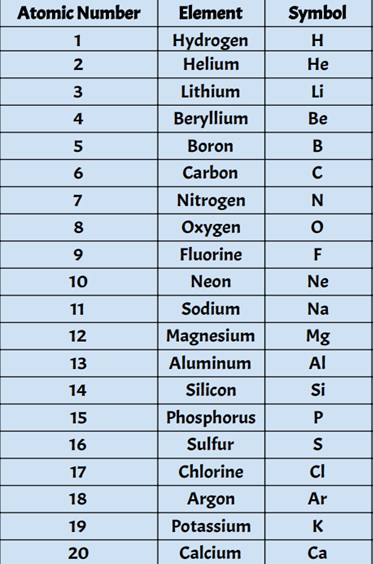 Atomic Number Element Symbol
1 Hydrogen H
2 Helium He
3 Lithium Li
4 Beryllium Be
5 Boron B
6 Carbon C
7 Nitrogen N
8 Oxygen O
9 Fluorine F
10 Neon Ne
11 Sodium Na
12 Magnesium Mg
13 Aluminum Al
14 Silicon Si
15 Phosphorus P
16 Sulfur S
17 Chlorine Cl
18 Argon Ar
19 Potassium K
20 Calcium Ca